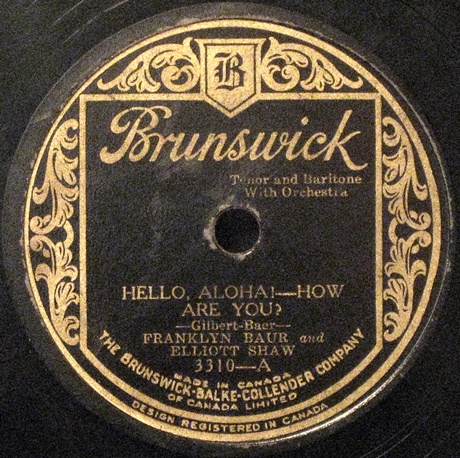 B
Brunswick
Tenor and Baritone
With Orchestra
HELLO, ALOHA!—HOW
ARE YOU?
—Gilbert-Baer—
FRANKLYN BAUR and
ELLIOTT SHAW
3310—A
MADE IN CANADA
THE BRUNSWICK-BALKE-COLLENDER COMPANY
OF CANADA LIMITED
DESIGN REGISTERED IN CANADA